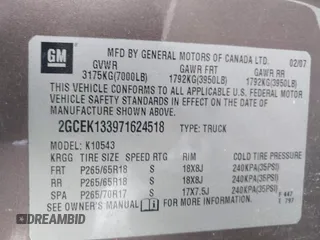 GM
MFD BY GENERAL MOTORS OF CANADA LTD. 02/07
GVWR GAWR FRT GAWR RR
3175KG(7000LB) 1792KG(3950LB) 1792KG(3950LB)
THIS VEHICLE CONFORMS TO ALL APPLICABLE U.S. FEDERAL MOTOR
VEHICLE SAFETY STANDARDS IN EFFECT ON THE DATE OF
MANUFACTURE SHOWN ABOVE.
2GCEK133971624518 TYPE: TRUCK
MODEL: K10543
KRGG TIRE SIZE SPEED RIM COLD TIRE PRESSURE
FRT P265/65R18 S 18X8J 240KPA(35PSI)
RR P265/65R18 S 18X8J 240KPA(35PSI)
SPA P265/70R17 S 17X7.5J 240KPA(35PSI)
SEE OWNER'S MANUAL FOR ADDITIONAL INFORMATION.
AUTOBIDMASTER